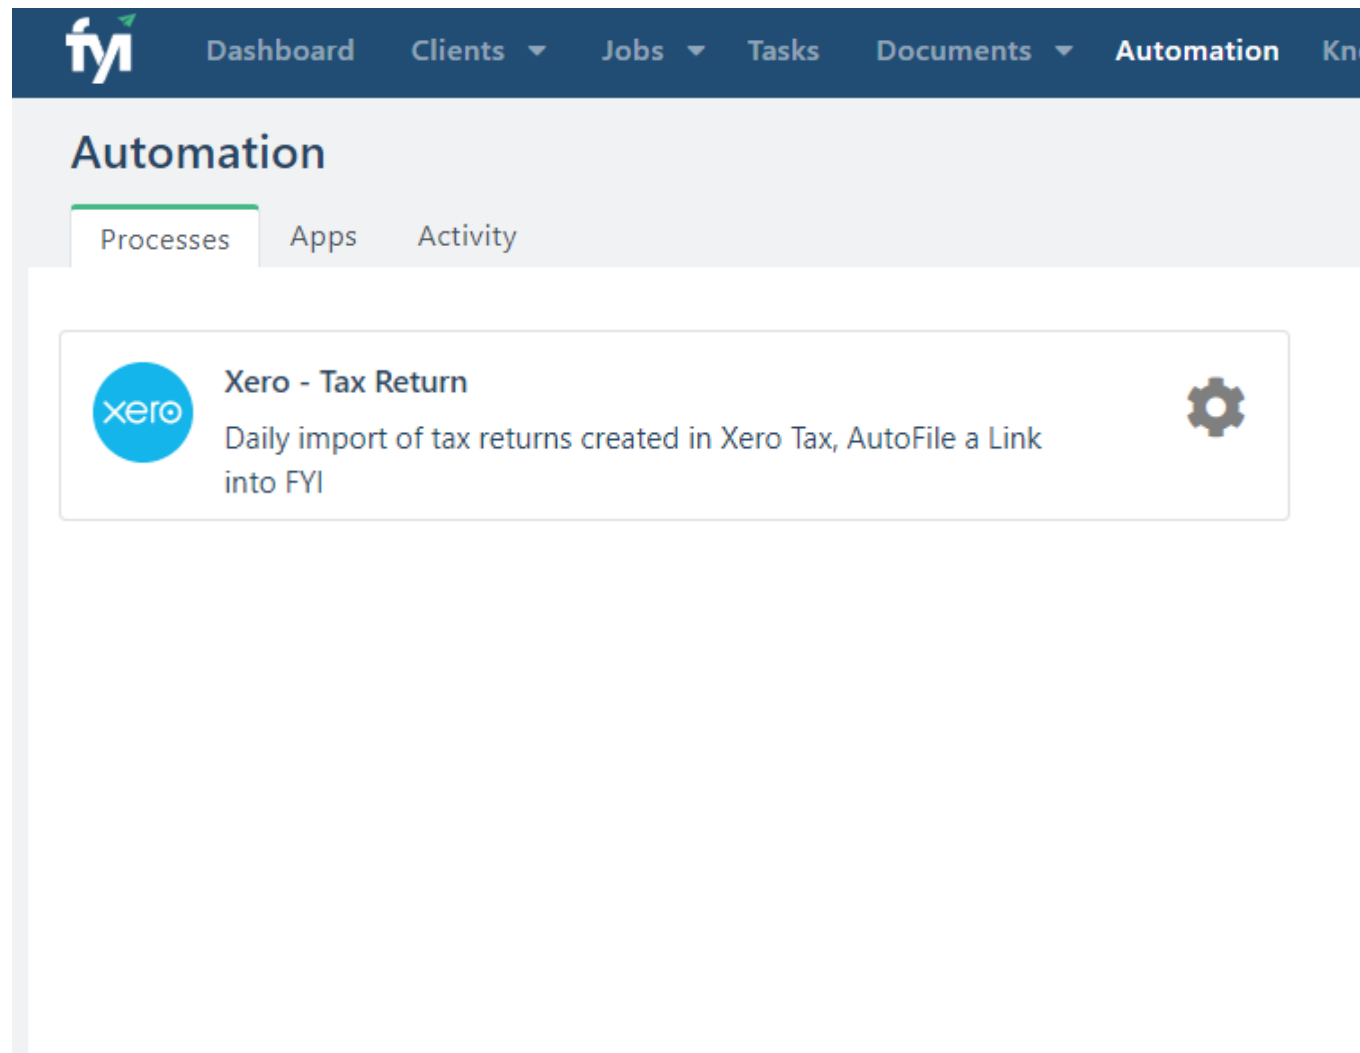 fyi Dashboard Clients Jobs Tasks Documents Automation
Automation
Processes Apps Activity
xero
Xero - Tax Return
Daily import of tax returns created in Xero Tax, AutoFile a Link
into FYI